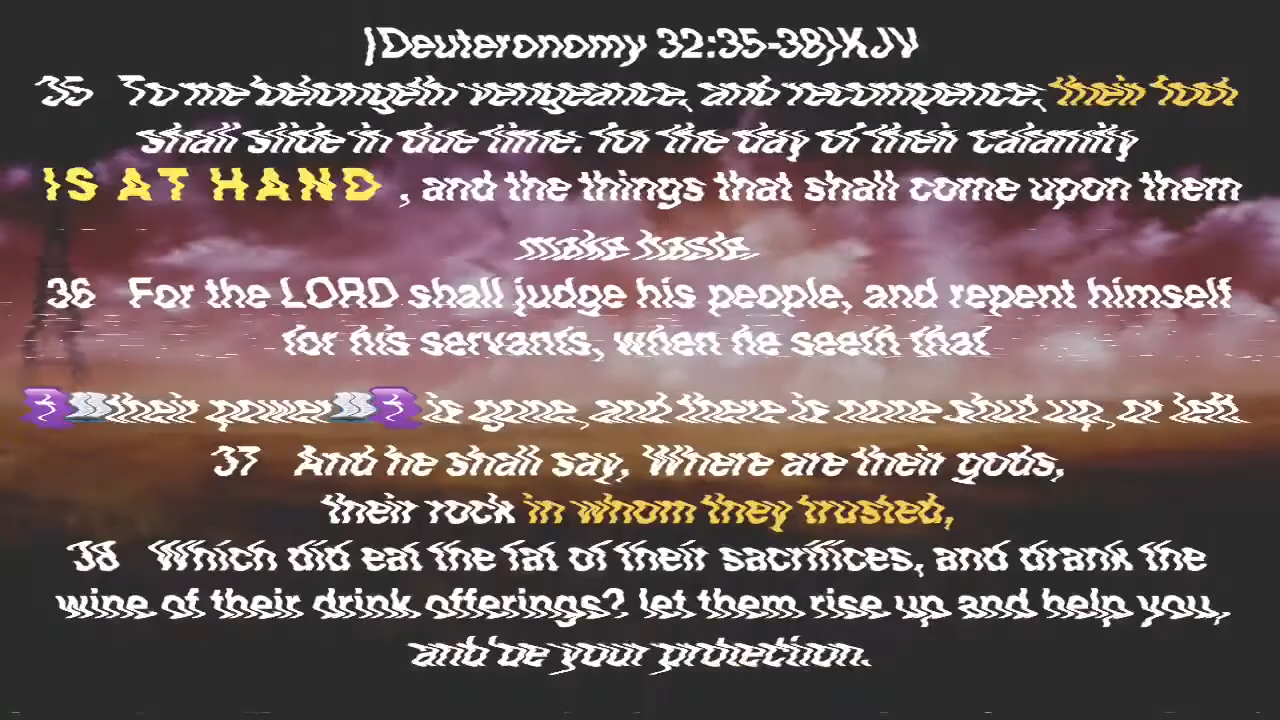 )Deuteronomy 32:35-38)KJV
35 To me belongeth vengeance, and recompence; their foot
shall slide in due time: for the day of their calamity
IS AT HAND , and the things that shall come upon them
make haste.
36 For the LORD shall judge his people, and repent himself
for his servants, when he seeth that
their power is gone, and there is none shut up, or left.
37 And he shall say, Where are their gods,
their rock in whom they trusted,
38 Which did eat the fat of their sacrifices, and drank the
wine of their drink offerings? let them rise up and help you,
and be your protection.